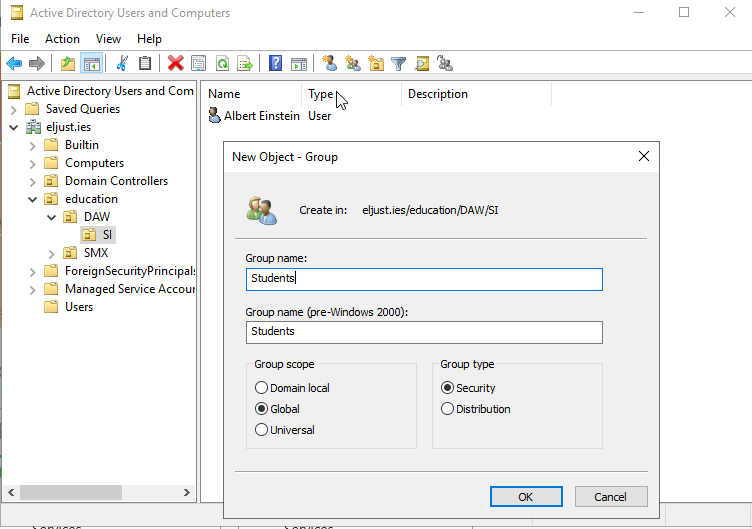 Active Directory Users and Computers
File Action View Help
Active Directory Users and Com
Saved Queries
eljust.ies
Builtin
Computers
Domain Controllers
education
DAW
SI
SMX
ForeignSecurityPrincipals
Managed Service Accour
Users
Name Type Description
Albert Einstein User
New Object - Group
Create in: eljust.ies/education/DAW/SI
Group name:
Students
Group name (pre-Windows 2000):
Students
Group scope
Domain local
Global
Universal
Group type
Security
Distribution
OK Cancel